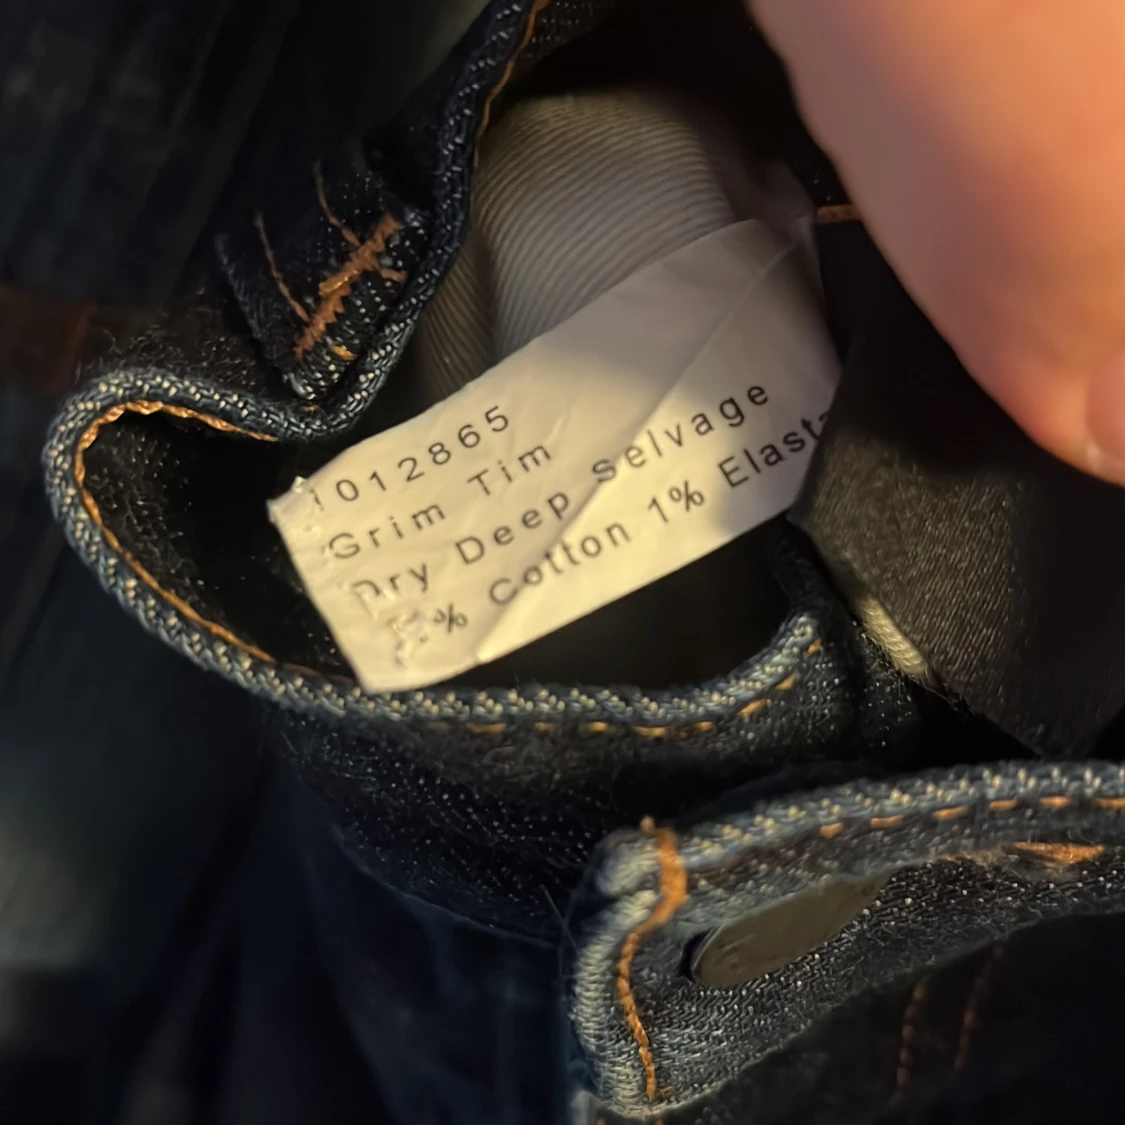 1012865
Grim Tim
Dry Deep selvage
% Cotton 1%